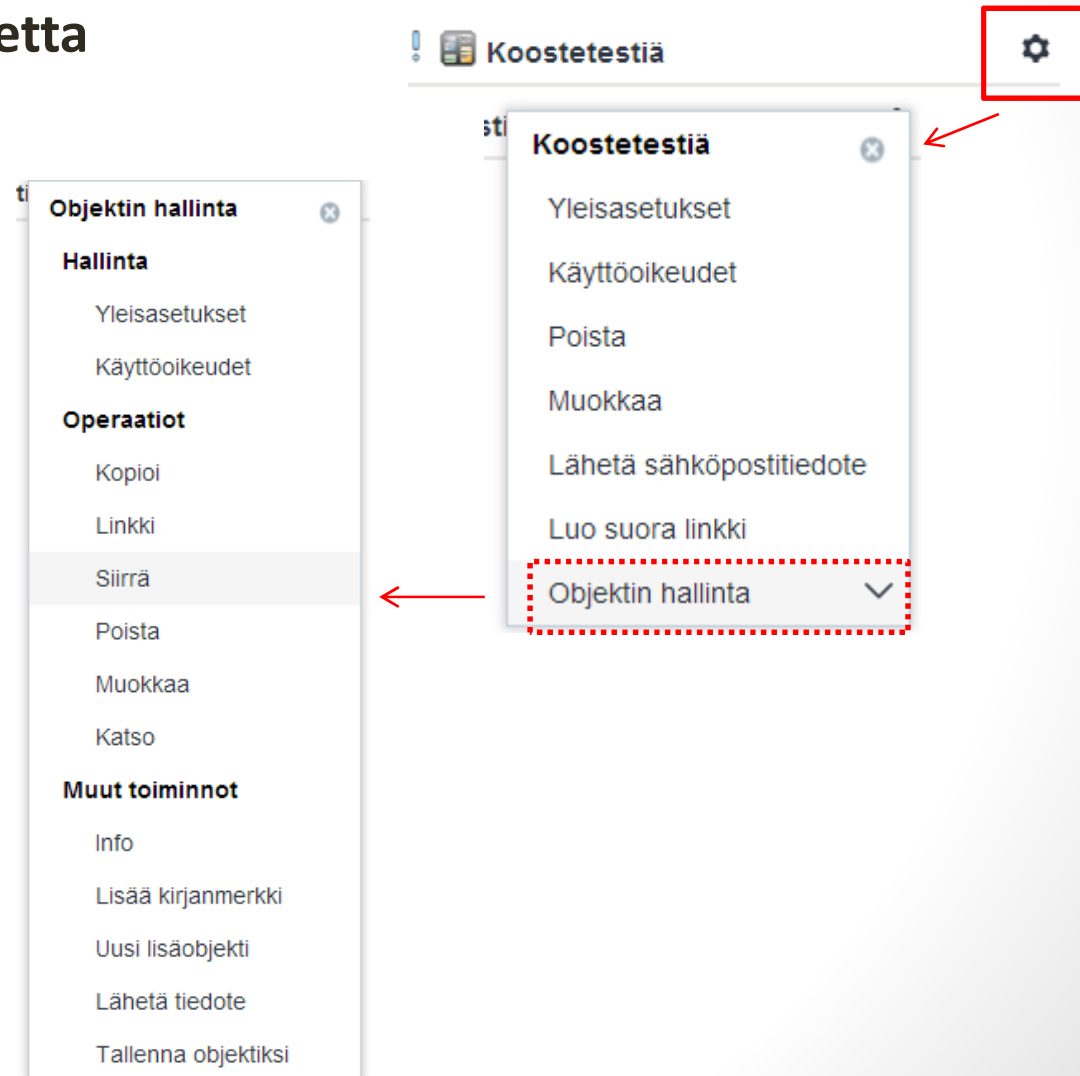 Koostetestiä
Koostetestiä
Yleisasetukset
Käyttöoikeudet
Poista
Muokkaa
Lähetä sähköpostitiedote
Luo suora linkki
Objektin hallinta
Objektin hallinta
Hallinta
Yleisasetukset
Käyttöoikeudet
Operaatiot
Kopioi
Linkki
Siirrä
Poista
Muokkaa
Katso
Muut toiminnot
Info
Lisää kirjanmerkki
Uusi lisäobjekti
Lähetä tiedote
Tallenna objektiksi